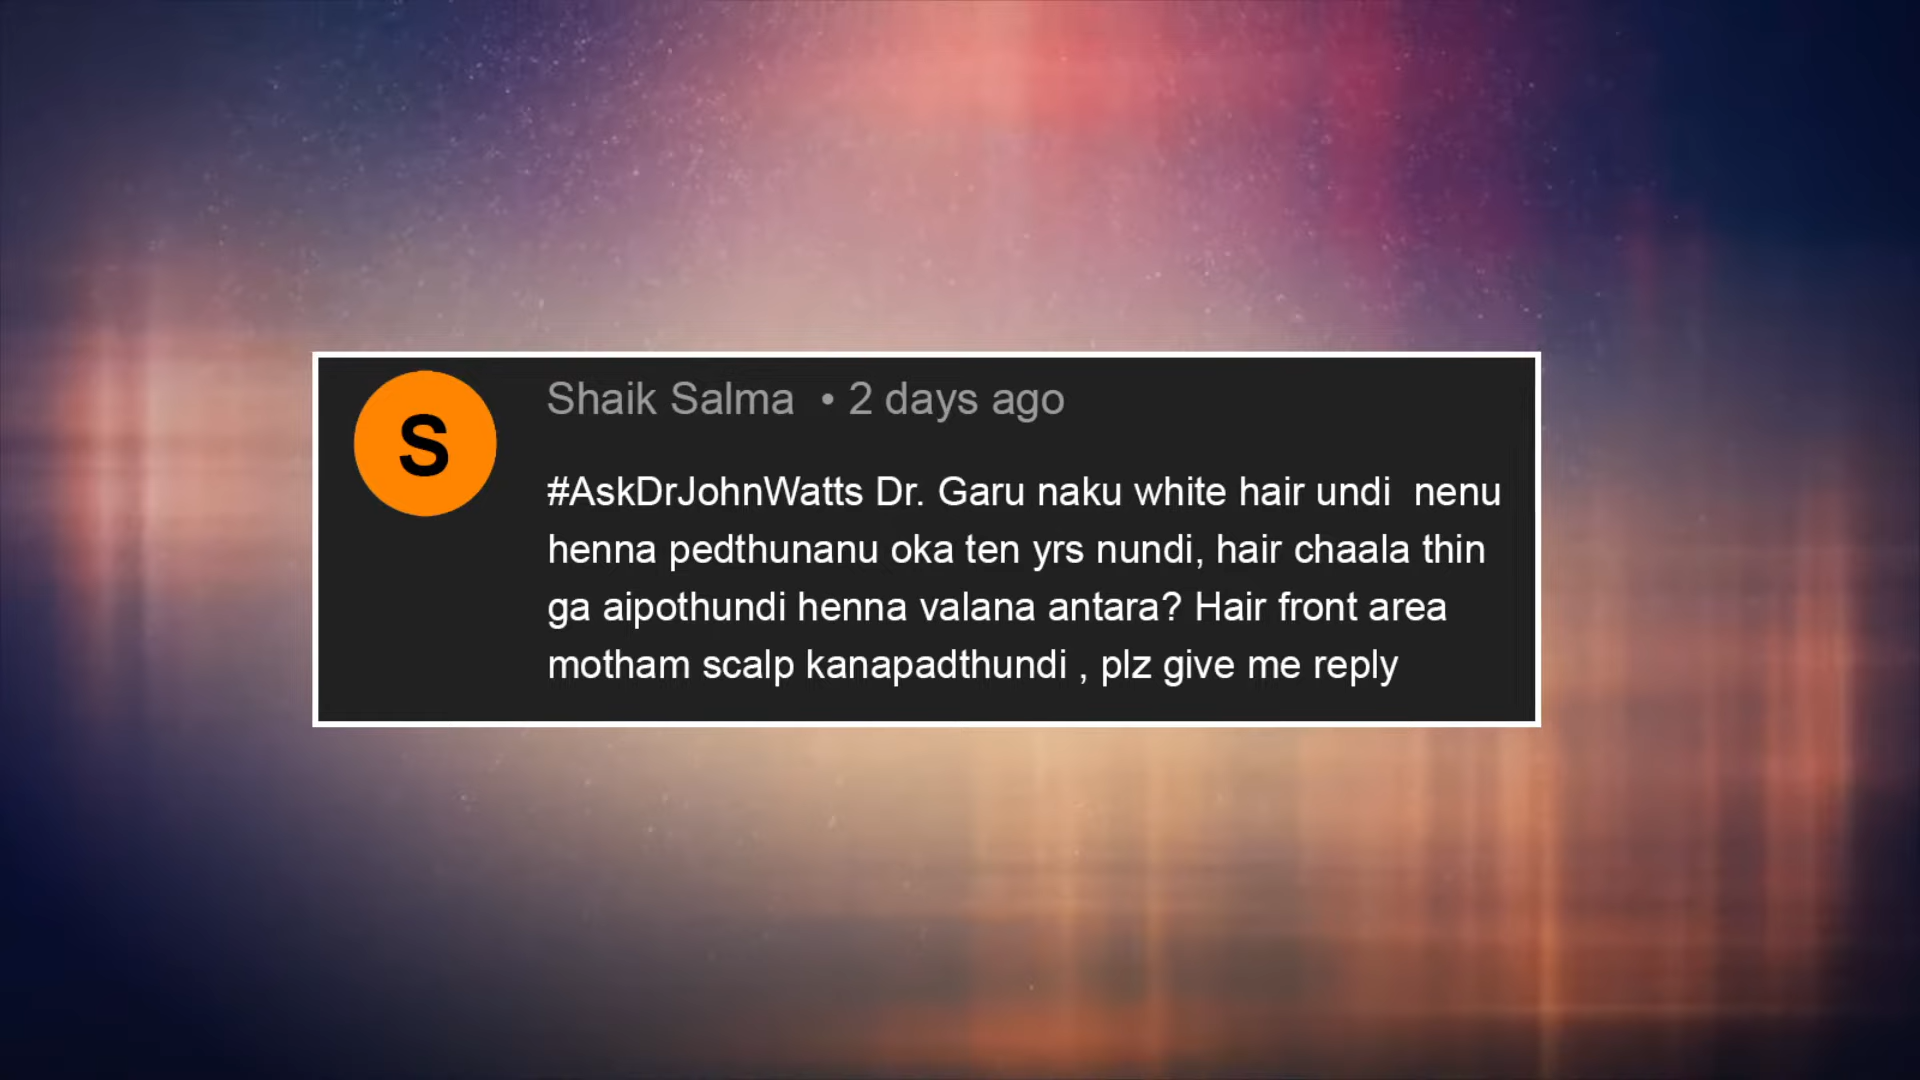 S
Shaik Salma • 2 days ago
#AskDrJohnWatts Dr. Garu naku white hair undi  nenu
henna pedthunanu oka ten yrs nundi, hair chaala thin
ga aipothundi henna valana antara? Hair front area
motham scalp kanapadthundi , plz give me reply